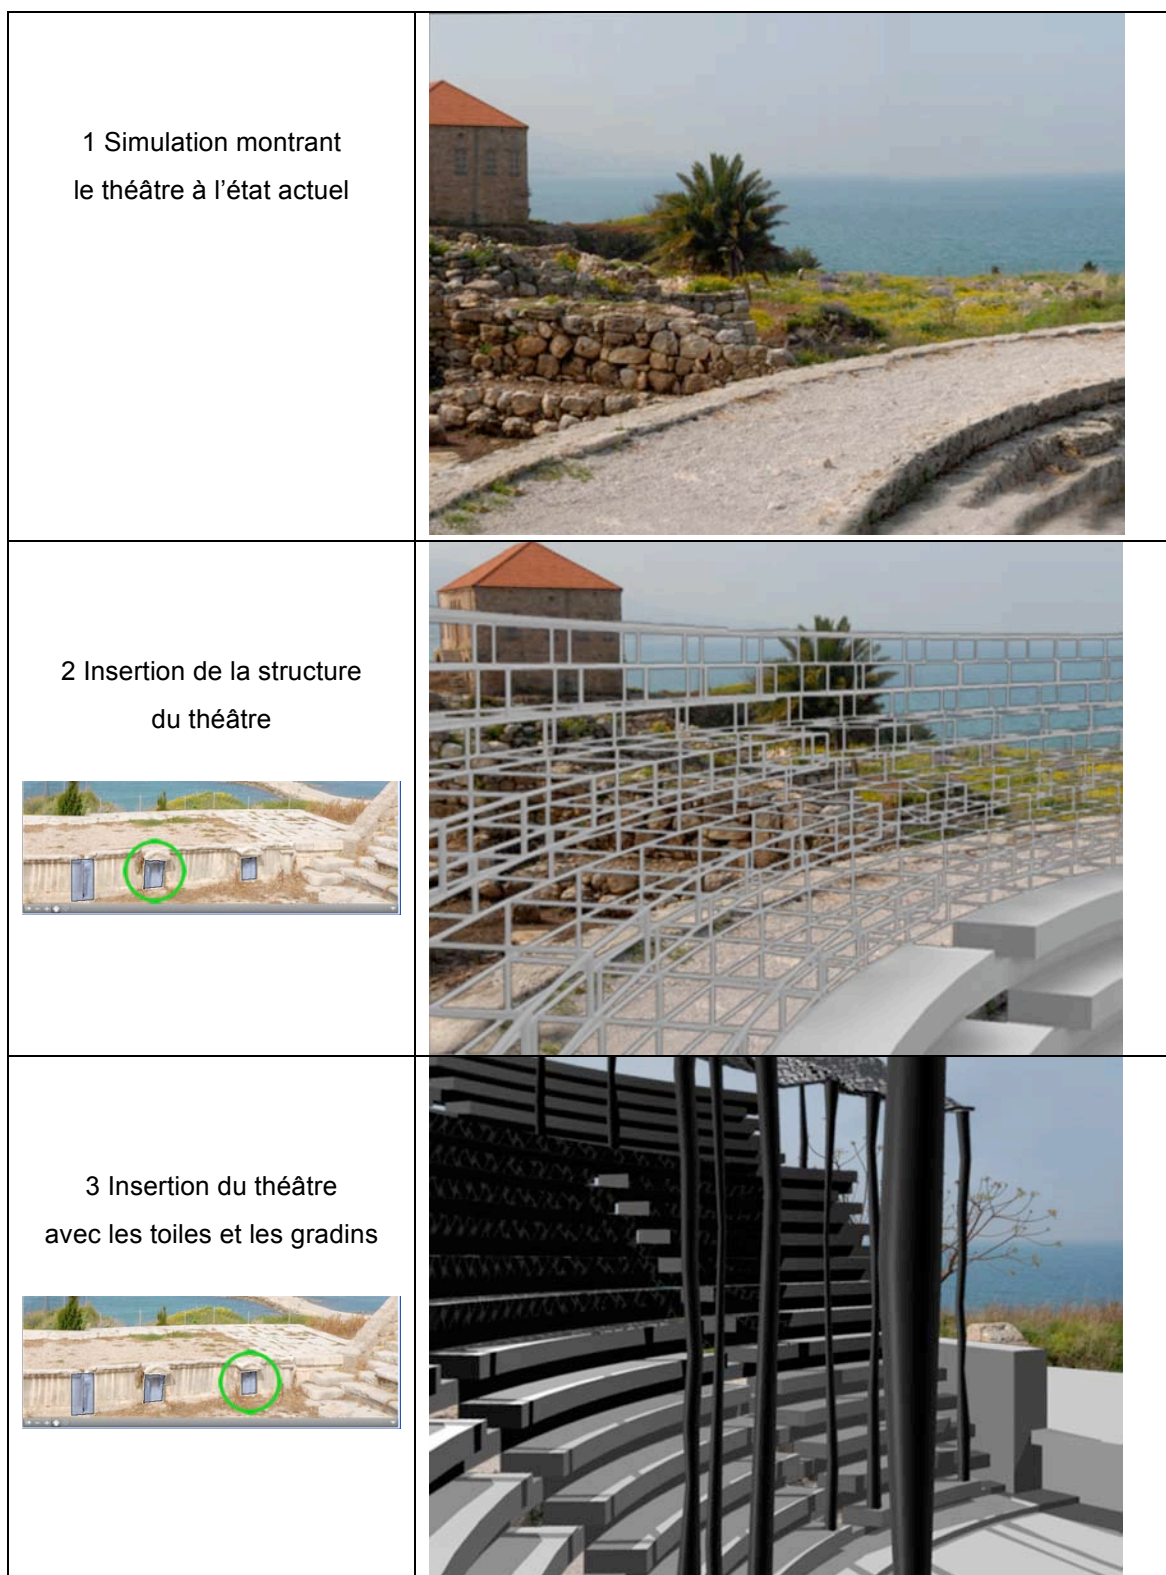 1 Simulation montrant
le théâtre à l’état actuel
2 Insertion de la structure
du théâtre
3 Insertion du théâtre
avec les toiles et les gradins